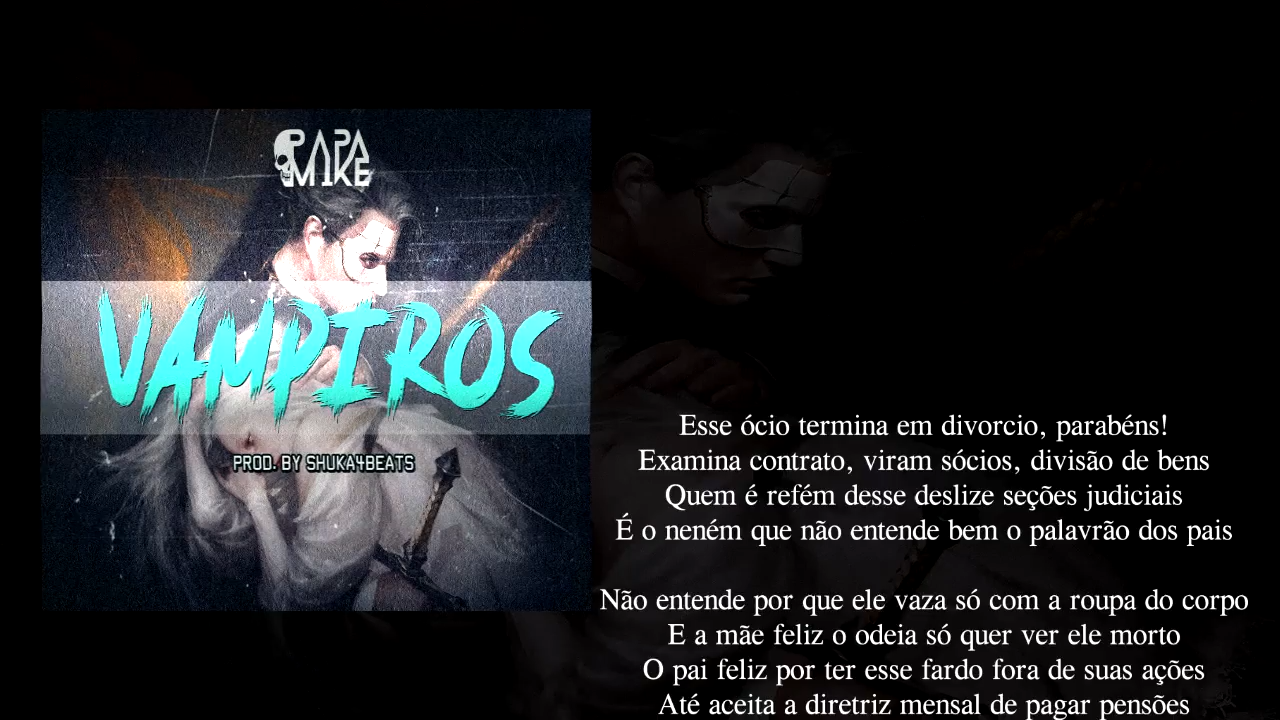 PAPA
MIKE
VAMPIROS
PROD. BY SHUKA4BEATS
Esse ócio termina em divorcio, parabéns!
Examina contrato, viram sócios, divisão de bens
Quem é refém desse deslize seções judiciais
É o neném que não entende bem o palavrão dos pais
Não entende por que ele vaza só com a roupa do corpo
E a mãe feliz o odeia só quer ver ele morto
O pai feliz por ter esse fardo fora de suas ações
Até aceita a diretriz mensal de pagar pensões